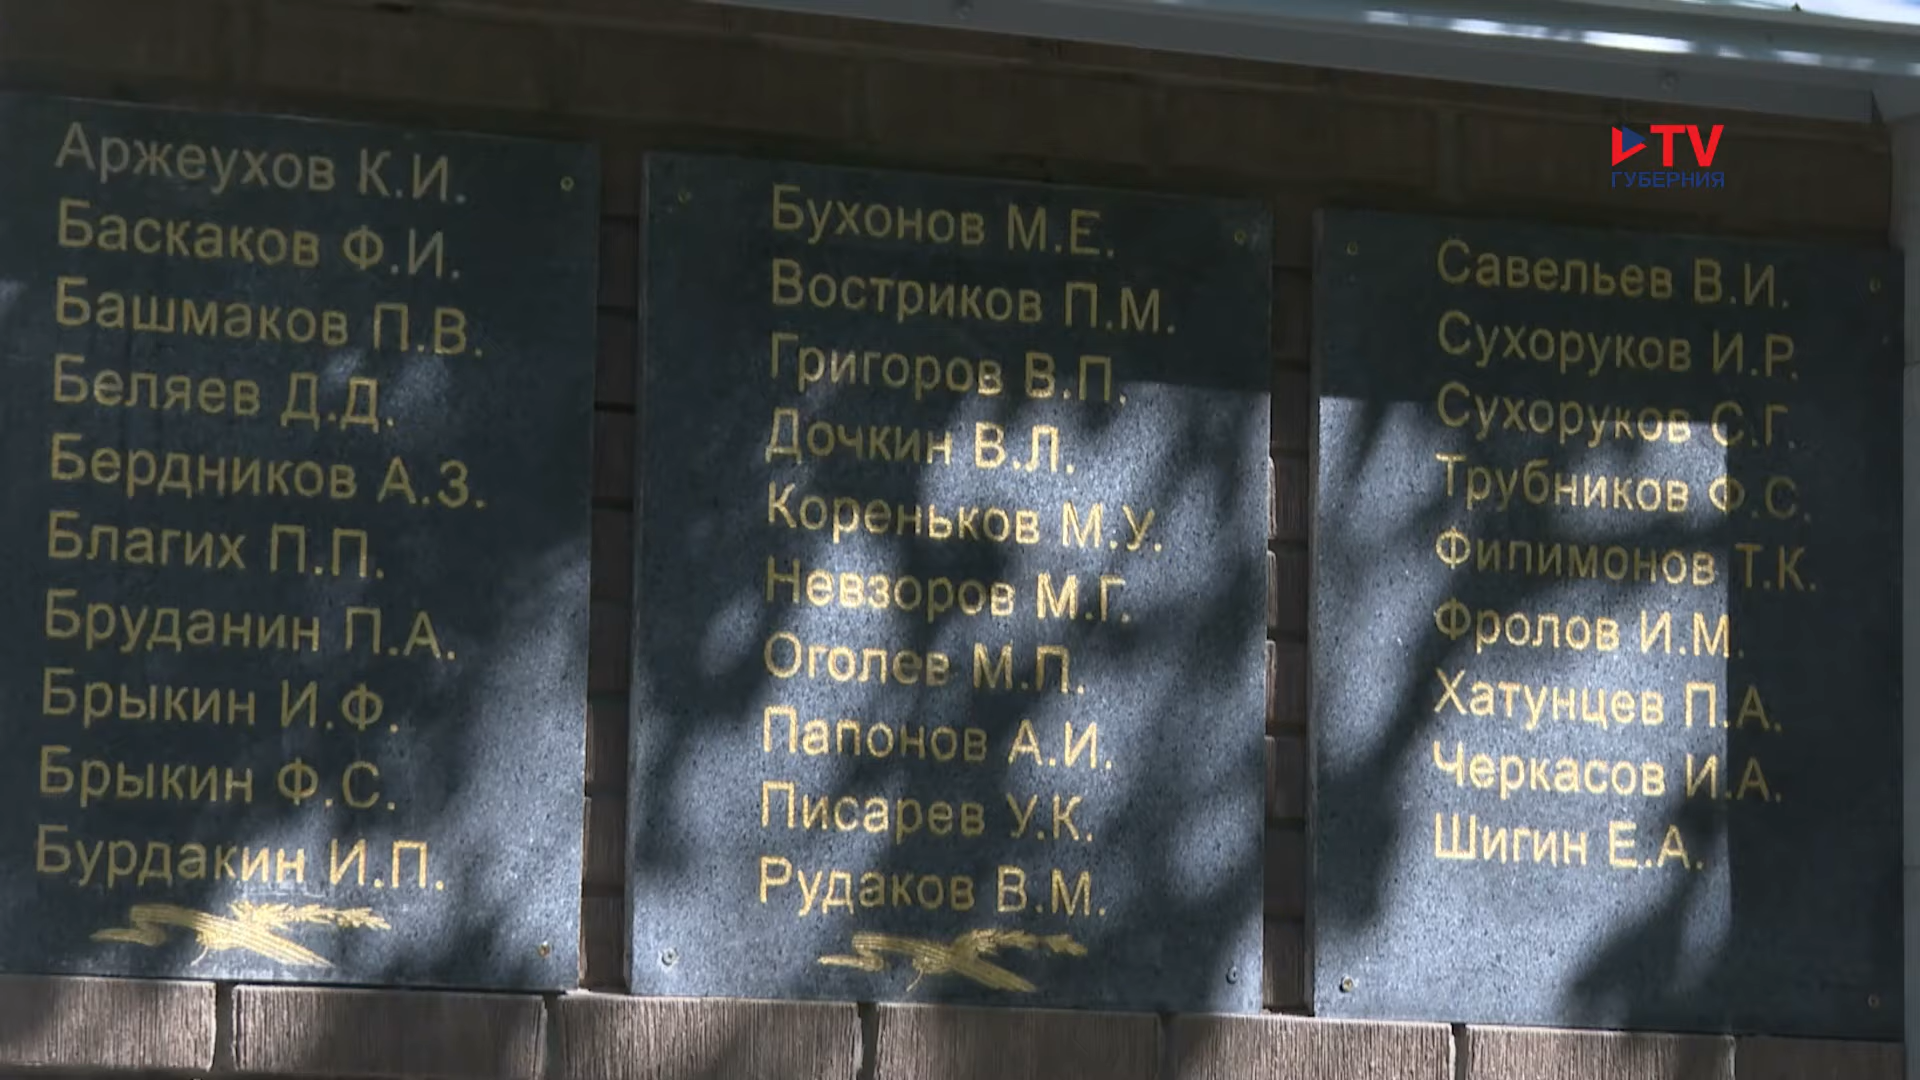 Аржеухов К.И.
Баскаков Ф.И.
Башмаков П.В.
Беляев Д.Д.
Бердников А.З.
Благих П.П.
Бруданин П.А.
Брыкин И.Ф.
Брыкин Ф.С.
Бурдакин И.П.
Бухонов М.Е.
Востриков П.М.
Григоров В.П.
Дочкин В.Л.
Кореньков М.У.
Невзоров М.Г.
Оголев М.П.
Папонов А.И.
Писарев У.К.
Рудаков В.М.
Савельев В.И.
Сухоруков И.Р.
Сухоруков С.Г.
Трубников Ф.С.
Филимонов Т.К.
Фролов И.М.
Хатунцев П.А.
Черкасов И.А.
Шигин Е.А.
TV
ГУБЕРНИЯ